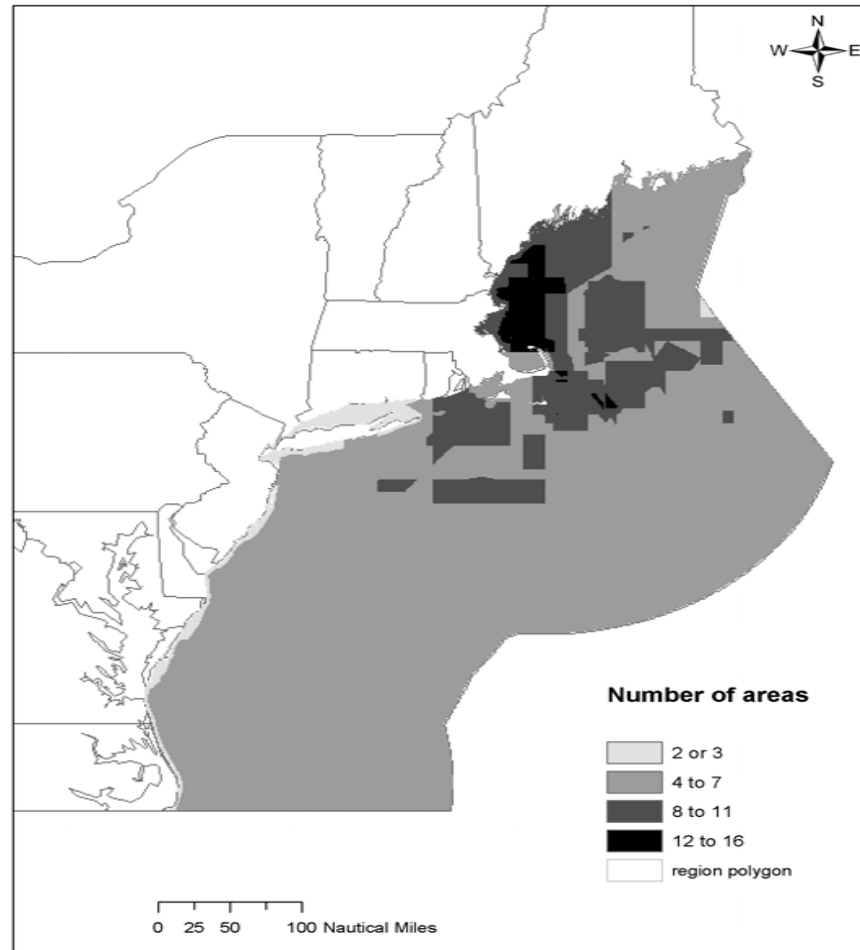 N
W E
S
Number of areas
2 or 3
4 to 7
8 to 11
12 to 16
region polygon
0 25 50 100 Nautical Miles